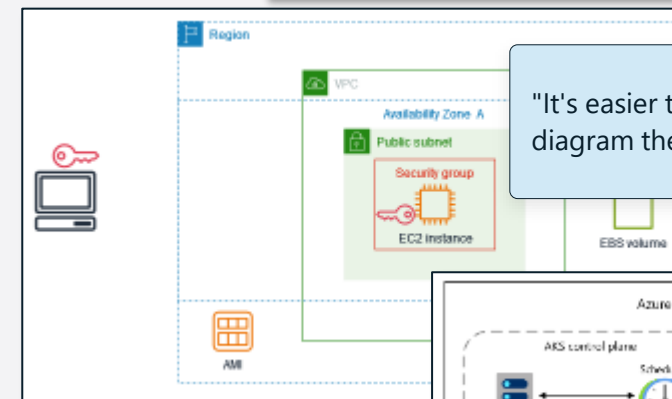 Region
VPC
"It's easier t
diagram the
Availability Zone A
Public subnet
Security group
EC2 instance
EBS volume
AMI
Azure
AKS control plane
Sched